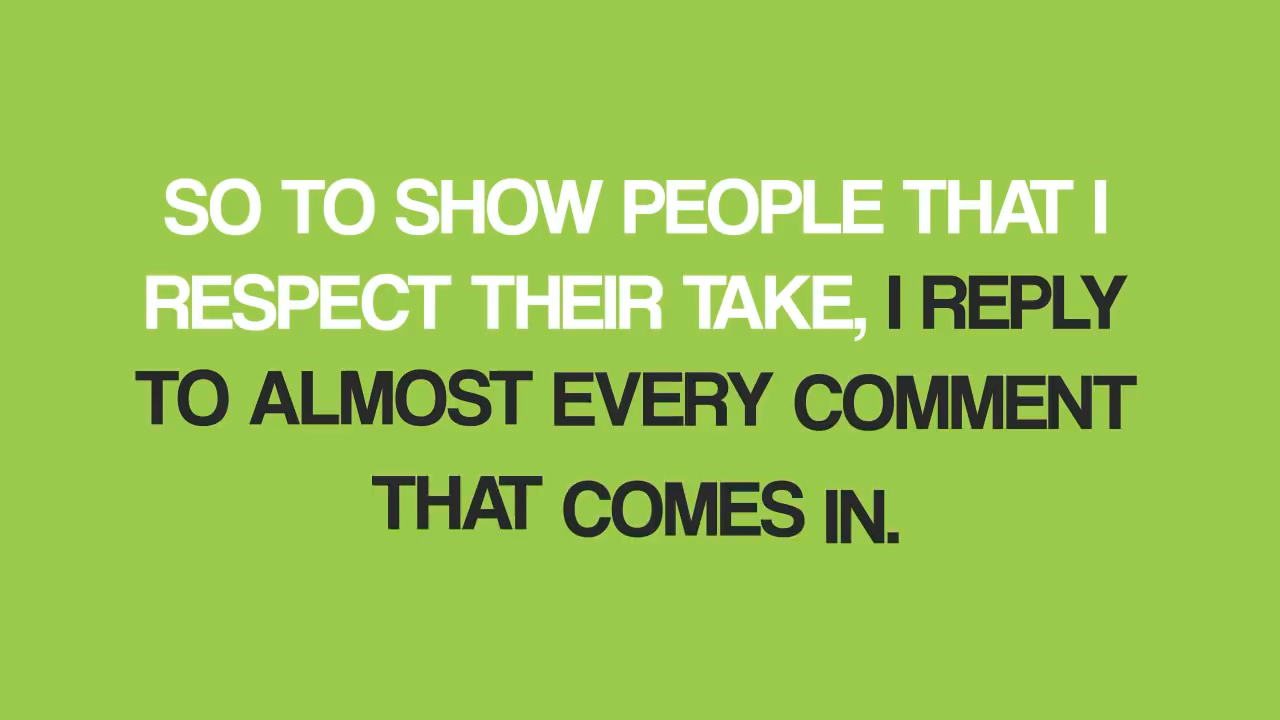 SO TO SHOW PEOPLE THAT I
RESPECT THEIR TAKE, I REPLY
TO ALMOST EVERY COMMENT
THAT COMES IN.